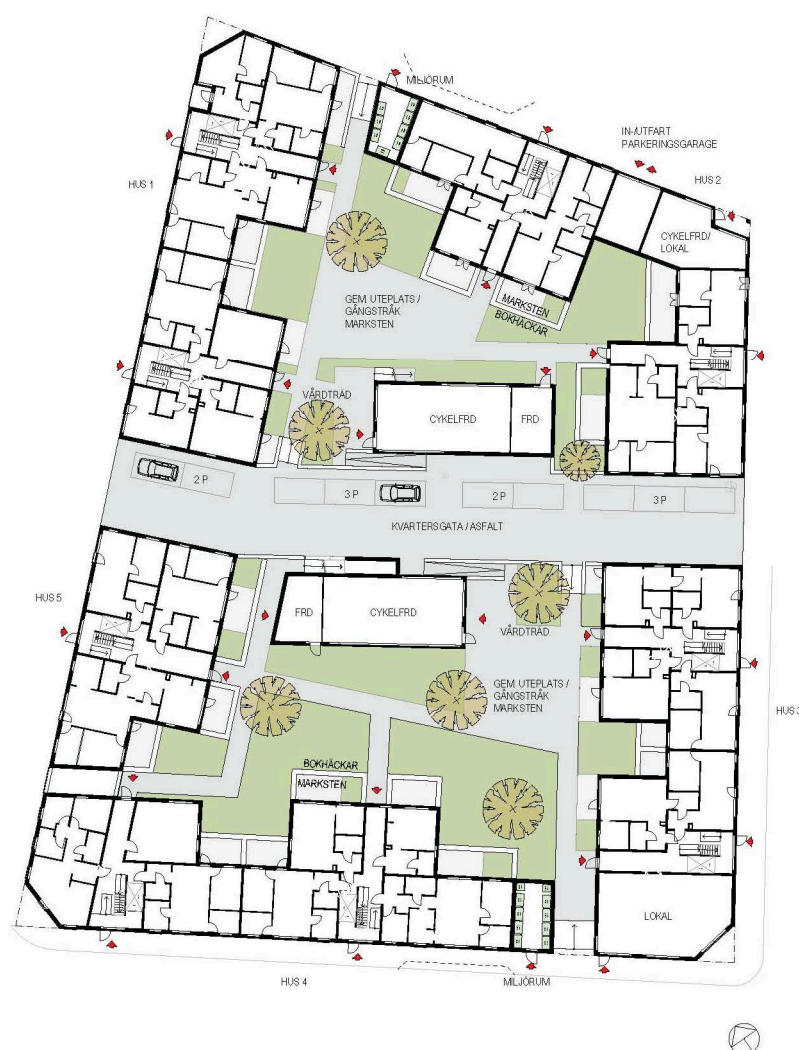 MILJÖRUM
IN-/UTFART
PARKERINGSGARAGE
HUS 1
HUS 2
CYKELFRD/
LOKAL
GEM. UTEPLATS /
GÅNGSTRÅK
MARKSTEN
MARKSTEN
BOKHÄCKAR
VÅRDTRÄD
CYKELFRD
FRD
2 P
3 P
2 P
3 P
KVARTERSGATA / ASFALT
HUS 5
FRD
CYKELFRD
VÅRDTRÄD
GEM. UTEPLATS /
GÅNGSTRÅK
MARKSTEN
HUS
BOKHÄCKAR
MARKSTEN
LOKAL
HUS 4
MILJÖRUM